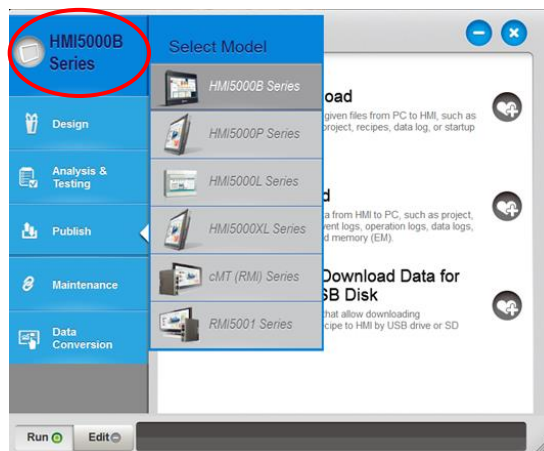 HMI5000B
Series
Select Model
HMI5000B Series
HMI5000P Series
HMI5000L Series
HMI5000XL Series
cMT (RMI) Series
RMI5001 Series
Design
Analysis &
Testing
Publish
Maintenance
Data
Conversion
oad
given files from PC to HMI, such as
project, recipes, data log, or startup
d
a from HMI to PC, such as project,
vent logs, operation logs, data logs,
d memory (EM).
Download Data for
SB Disk
that allow downloading
cipe to HMI by USB drive or SD
Run
Edit